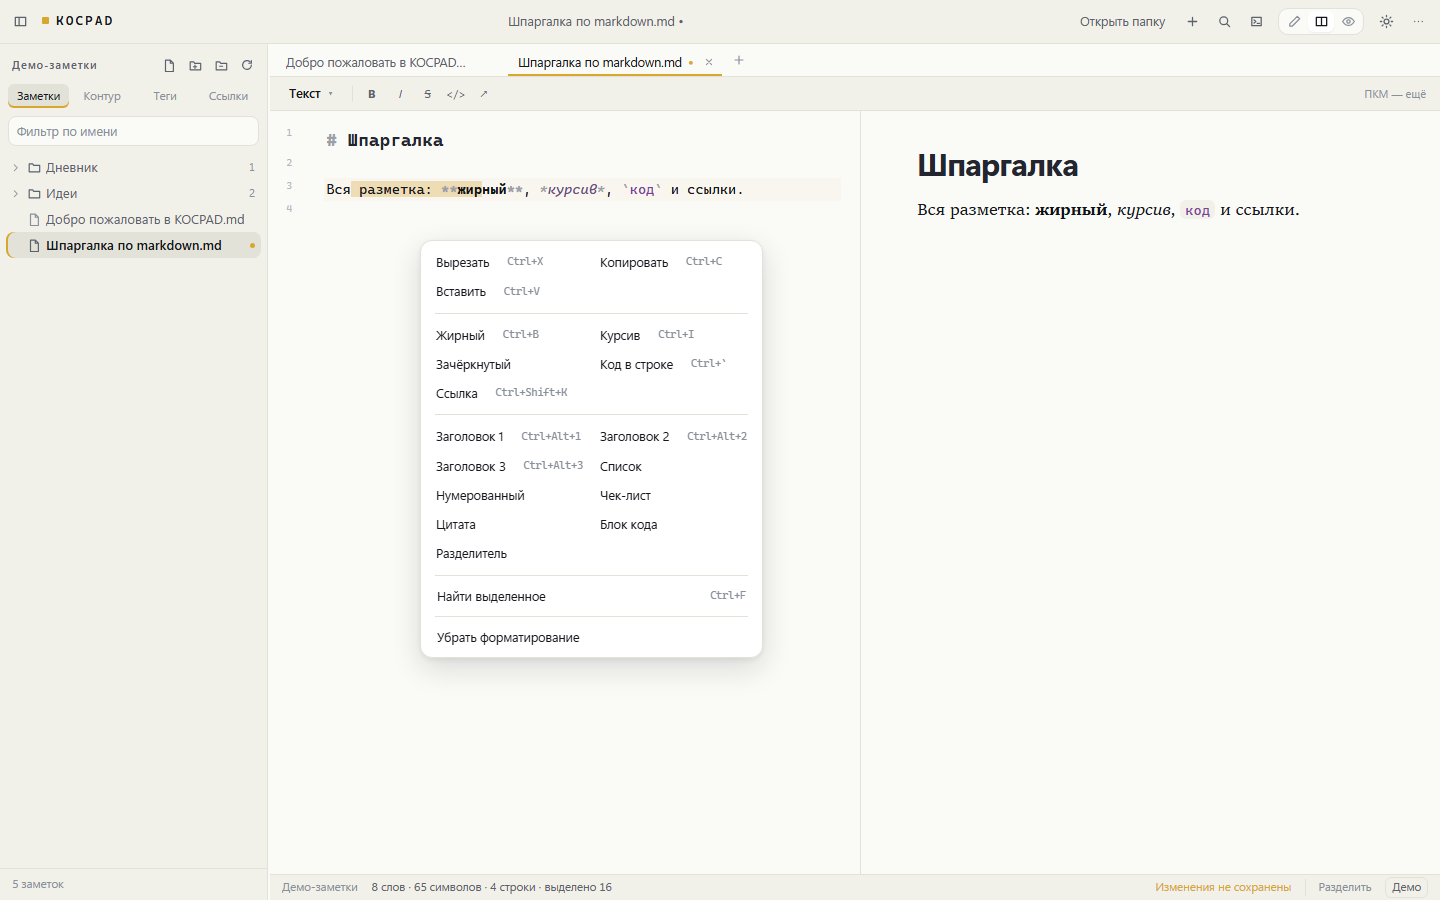 KOCPAD
Шпаргалка по markdown.md •
Открыть папку
Демо-заметки
Заметки Контур Теги Ссылки
Фильтр по имени
Дневник 1
Идеи 2
Добро пожаловать в KOCPAD.md
Шпаргалка по markdown.md
5 заметок
Добро пожаловать в KOCPAD...
Шпаргалка по markdown.md
Текст B I S </> ↗ ПКМ — ещё
1 # Шпаргалка
2
3 Вся разметка: **жирный**, *курсив*, `код` и ссылки.
4
Вырезать Ctrl+X Копировать Ctrl+C
Вставить Ctrl+V
Жирный Ctrl+B Курсив Ctrl+I
Зачёркнутый Код в строке Ctrl+`
Ссылка Ctrl+Shift+K
Заголовок 1 Ctrl+Alt+1 Заголовок 2 Ctrl+Alt+2
Заголовок 3 Ctrl+Alt+3 Список
Нумерованный Чек-лист
Цитата Блок кода
Разделитель
Найти выделенное Ctrl+F
Убрать форматирование
Шпаргалка
Вся разметка: жирный, курсив, код и ссылки.
Демо-заметки 8 слов · 65 символов · 4 строки · выделено 16
Изменения не сохранены Разделить Демо